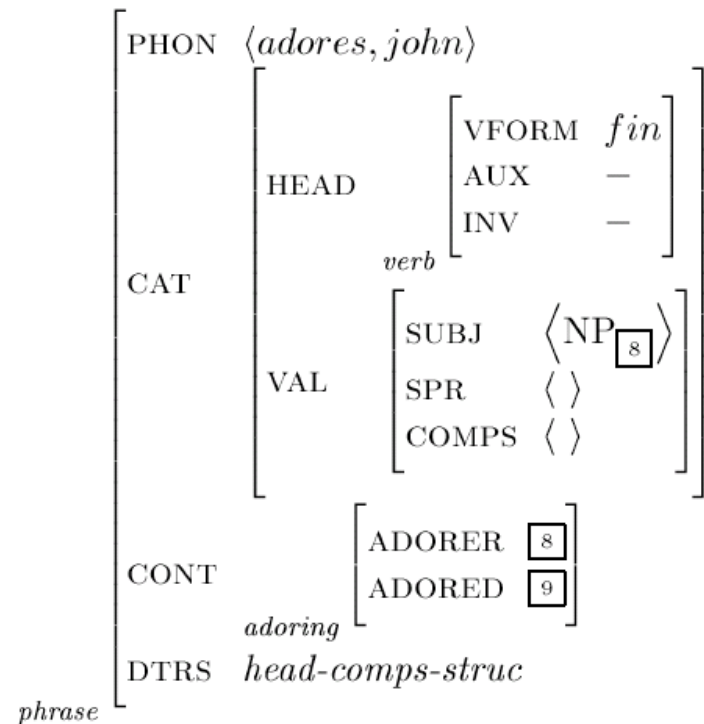 PHON ⟨adores, john⟩
VFORM fin
HEAD AUX −
INV −
verb
CAT
SUBJ ⟨NP 8⟩
VAL SPR ⟨ ⟩
COMPS ⟨ ⟩
ADORER 8
CONT ADORED 9
adoring
DTRS head-comps-struc
phrase